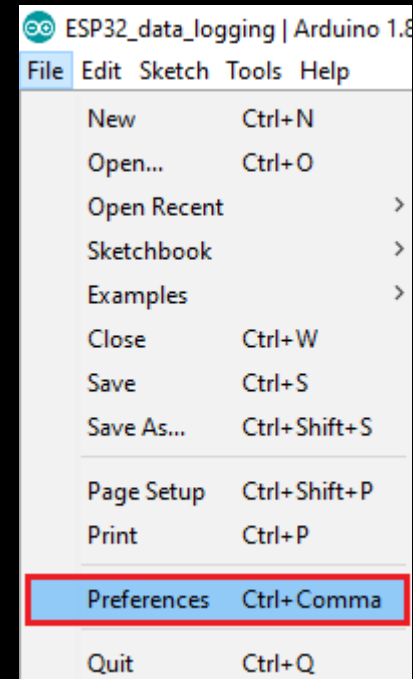 ESP32_data_logging | Arduino 1.8
File Edit Sketch Tools Help
New Ctrl+N
Open... Ctrl+O
Open Recent >
Sketchbook >
Examples >
Close Ctrl+W
Save Ctrl+S
Save As... Ctrl+Shift+S
Page Setup Ctrl+Shift+P
Print Ctrl+P
Preferences Ctrl+Comma
Quit Ctrl+Q